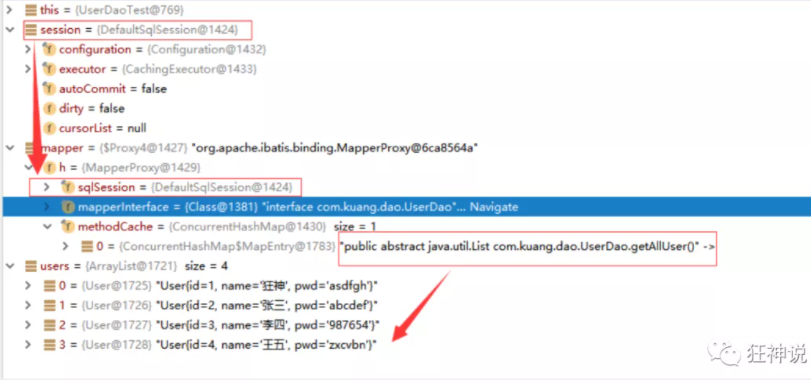 this = {UserDaoTest@769}
session = {DefaultSqlSession@1424}
configuration = {Configuration@1432}
executor = {CachingExecutor@1433}
autoCommit = false
dirty = false
cursorList = null
mapper = {$Proxy4@1427} "org.apache.ibatis.binding.MapperProxy@6ca8564a"
h = {MapperProxy@1429}
sqlSession = {DefaultSqlSession@1424}
mapperInterface = {Class@1381} "interface com.kuang.dao.UserDao"... Navigate
methodCache = {ConcurrentHashMap@1430} size = 1
0 = {ConcurrentHashMap$MapEntry@1783} "public abstract java.util.List com.kuang.dao.UserDao.getAllUser()" ->
users = {ArrayList@1721} size = 4
0 = {User@1725} "User{id=1, name='狂神', pwd='asdfgh'}"
1 = {User@1726} "User{id=2, name='张三', pwd='abcdef'}"
2 = {User@1727} "User{id=3, name='李四', pwd='987654'}"
3 = {User@1728} "User{id=4, name='王五', pwd='zxcvbn'}"
狂神说